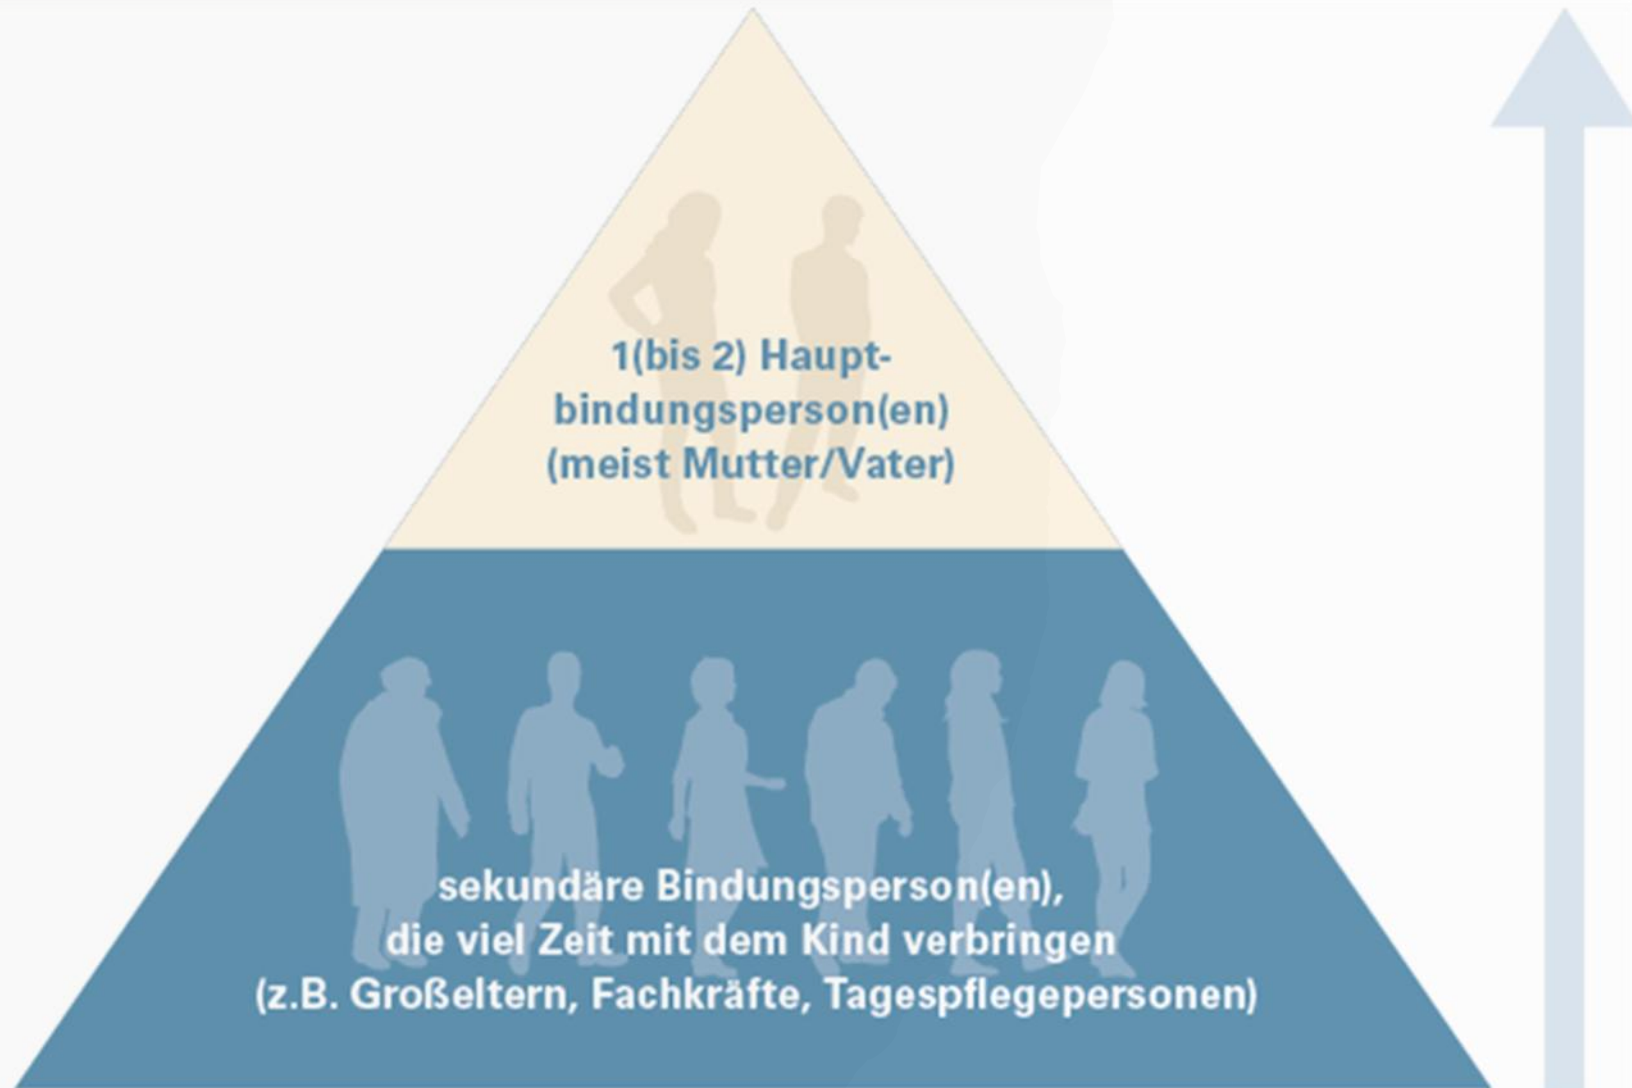 1(bis 2) Haupt-
bindungsperson(en)
(meist Mutter/Vater)
sekundäre Bindungsperson(en),
die viel Zeit mit dem Kind verbringen
(z.B. Großeltern, Fachkräfte, Tagespflegepersonen)